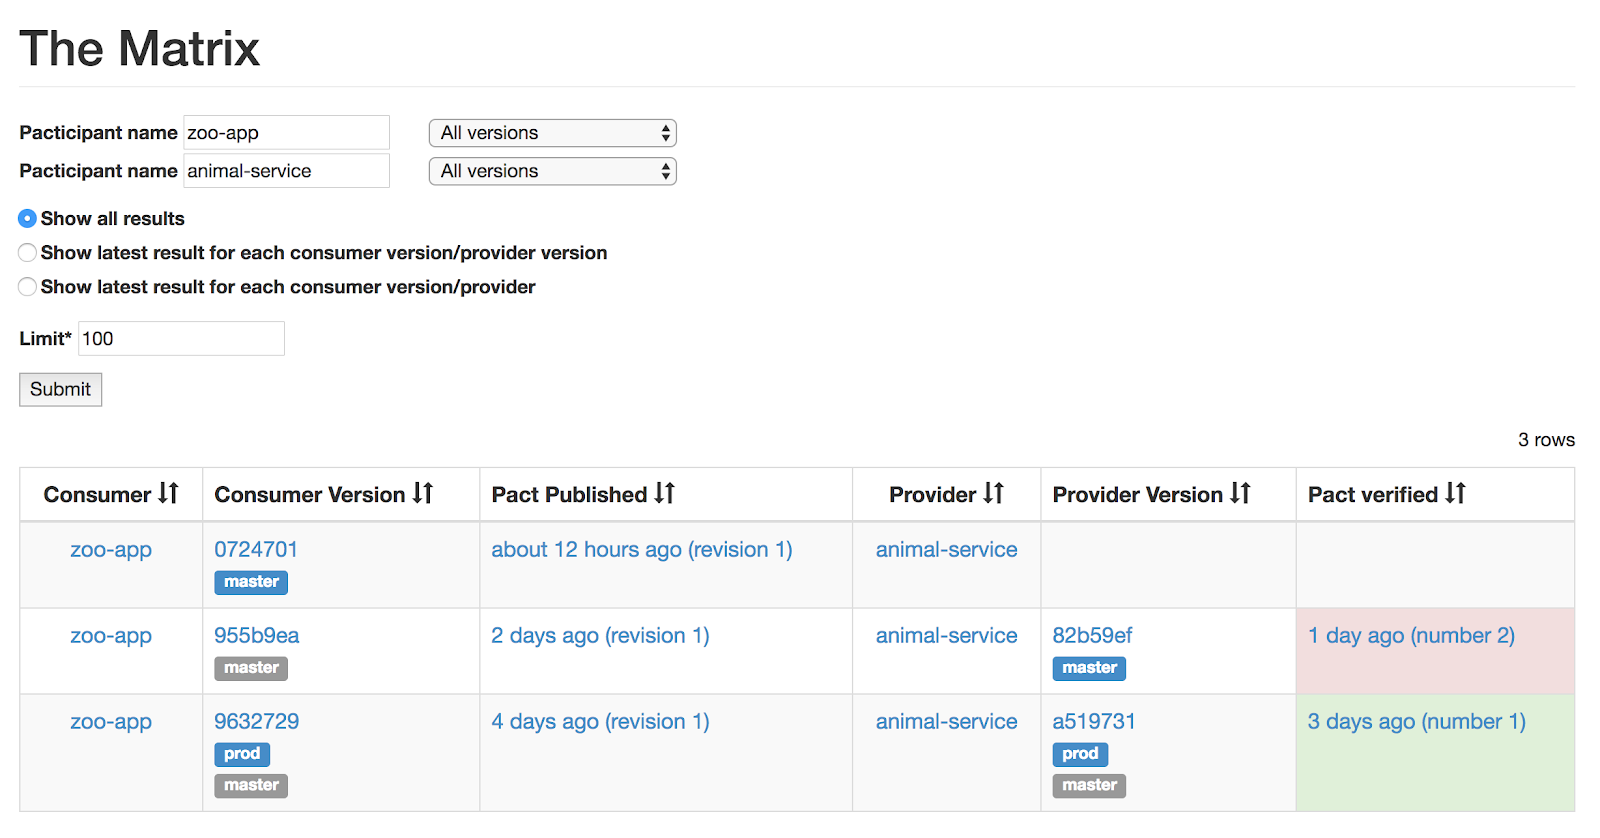 The Matrix
Pacticipant name zoo-app All versions
Pacticipant name animal-service All versions
Show all results
Show latest result for each consumer version/provider version
Show latest result for each consumer version/provider
Limit* 100
Submit
3 rows
Consumer Consumer Version Pact Published Provider Provider Version Pact verified
zoo-app 0724701 about 12 hours ago (revision 1) animal-service
master
zoo-app 955b9ea 2 days ago (revision 1) animal-service 82b59ef 1 day ago (number 2)
master master
zoo-app 9632729 4 days ago (revision 1) animal-service a519731 3 days ago (number 1)
prod prod
master master